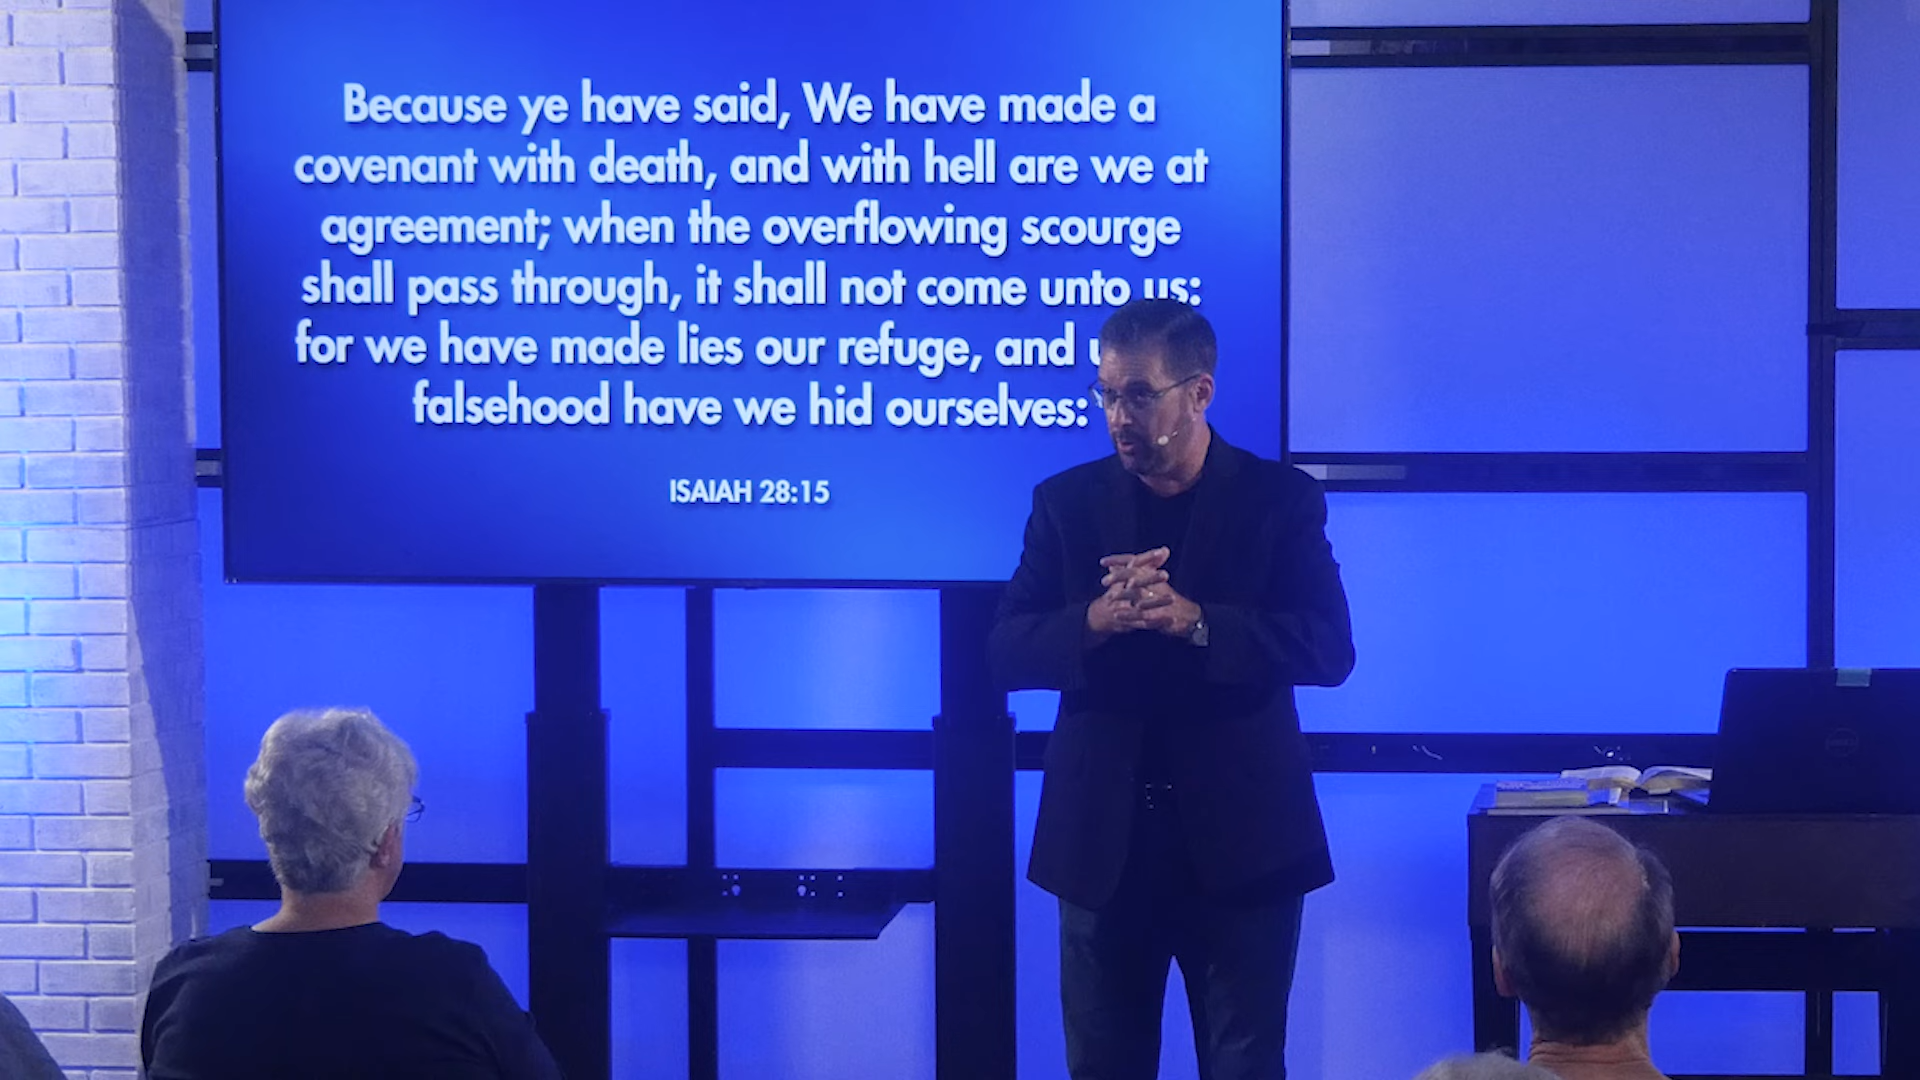 Because ye have said, We have made a
covenant with death, and with hell are we at
agreement; when the overflowing scourge
shall pass through, it shall not come unto us:
for we have made lies our refuge, and
falsehood have we hid ourselves:
ISAIAH 28:15